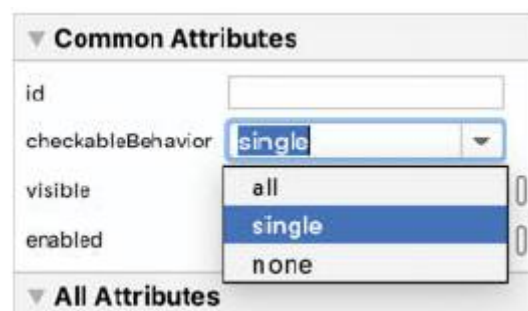 Common Attributes
id
checkableBehavior single
visible all
single
enabled
none
All Attributes